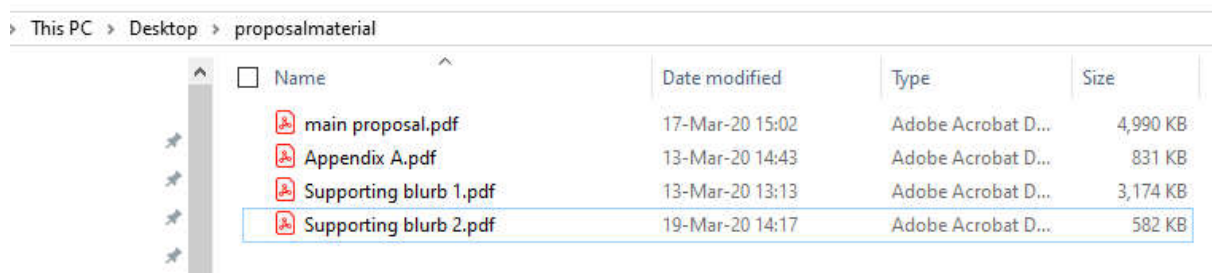 This PC > Desktop > proposalmaterial
Name Date modified Type Size
main proposal.pdf 17-Mar-20 15:02 Adobe Acrobat D... 4,990 KB
Appendix A.pdf 13-Mar-20 14:43 Adobe Acrobat D... 831 KB
Supporting blurb 1.pdf 13-Mar-20 13:13 Adobe Acrobat D... 3,174 KB
Supporting blurb 2.pdf 19-Mar-20 14:17 Adobe Acrobat D... 582 KB